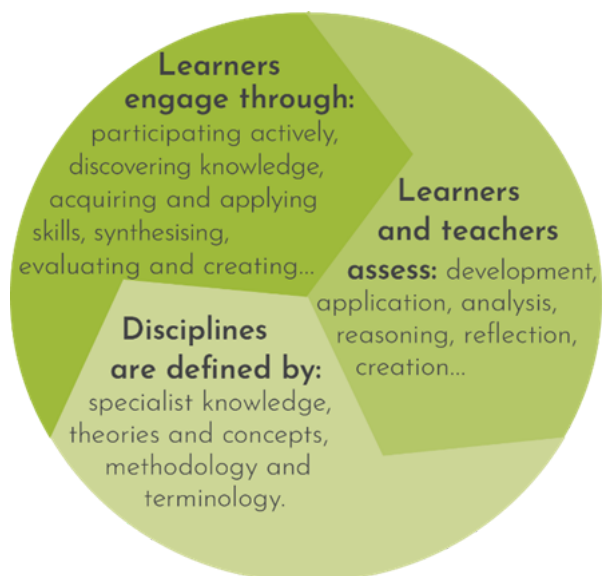 Learners
engage through:
participating actively,
discovering knowledge,
acquiring and applying
skills, synthesising,
evaluating and creating...
Learners
and teachers
assess: development,
application, analysis,
reasoning, reflection,
creation...
Disciplines
are defined by:
specialist knowledge,
theories and concepts,
methodology and
terminology.